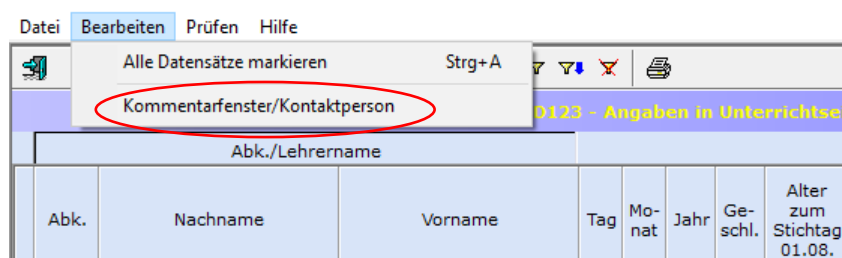 Datei Bearbeiten Prüfen Hilfe
Alle Datensätze markieren Strg+A
Kommentarfenster/Kontaktperson
D123 - Angaben in Unterrichtse
Abk./Lehrername
Abk. Nachname Vorname Tag Mo-nat Jahr Ge-schl. Alter zum Stichtag 01.08.